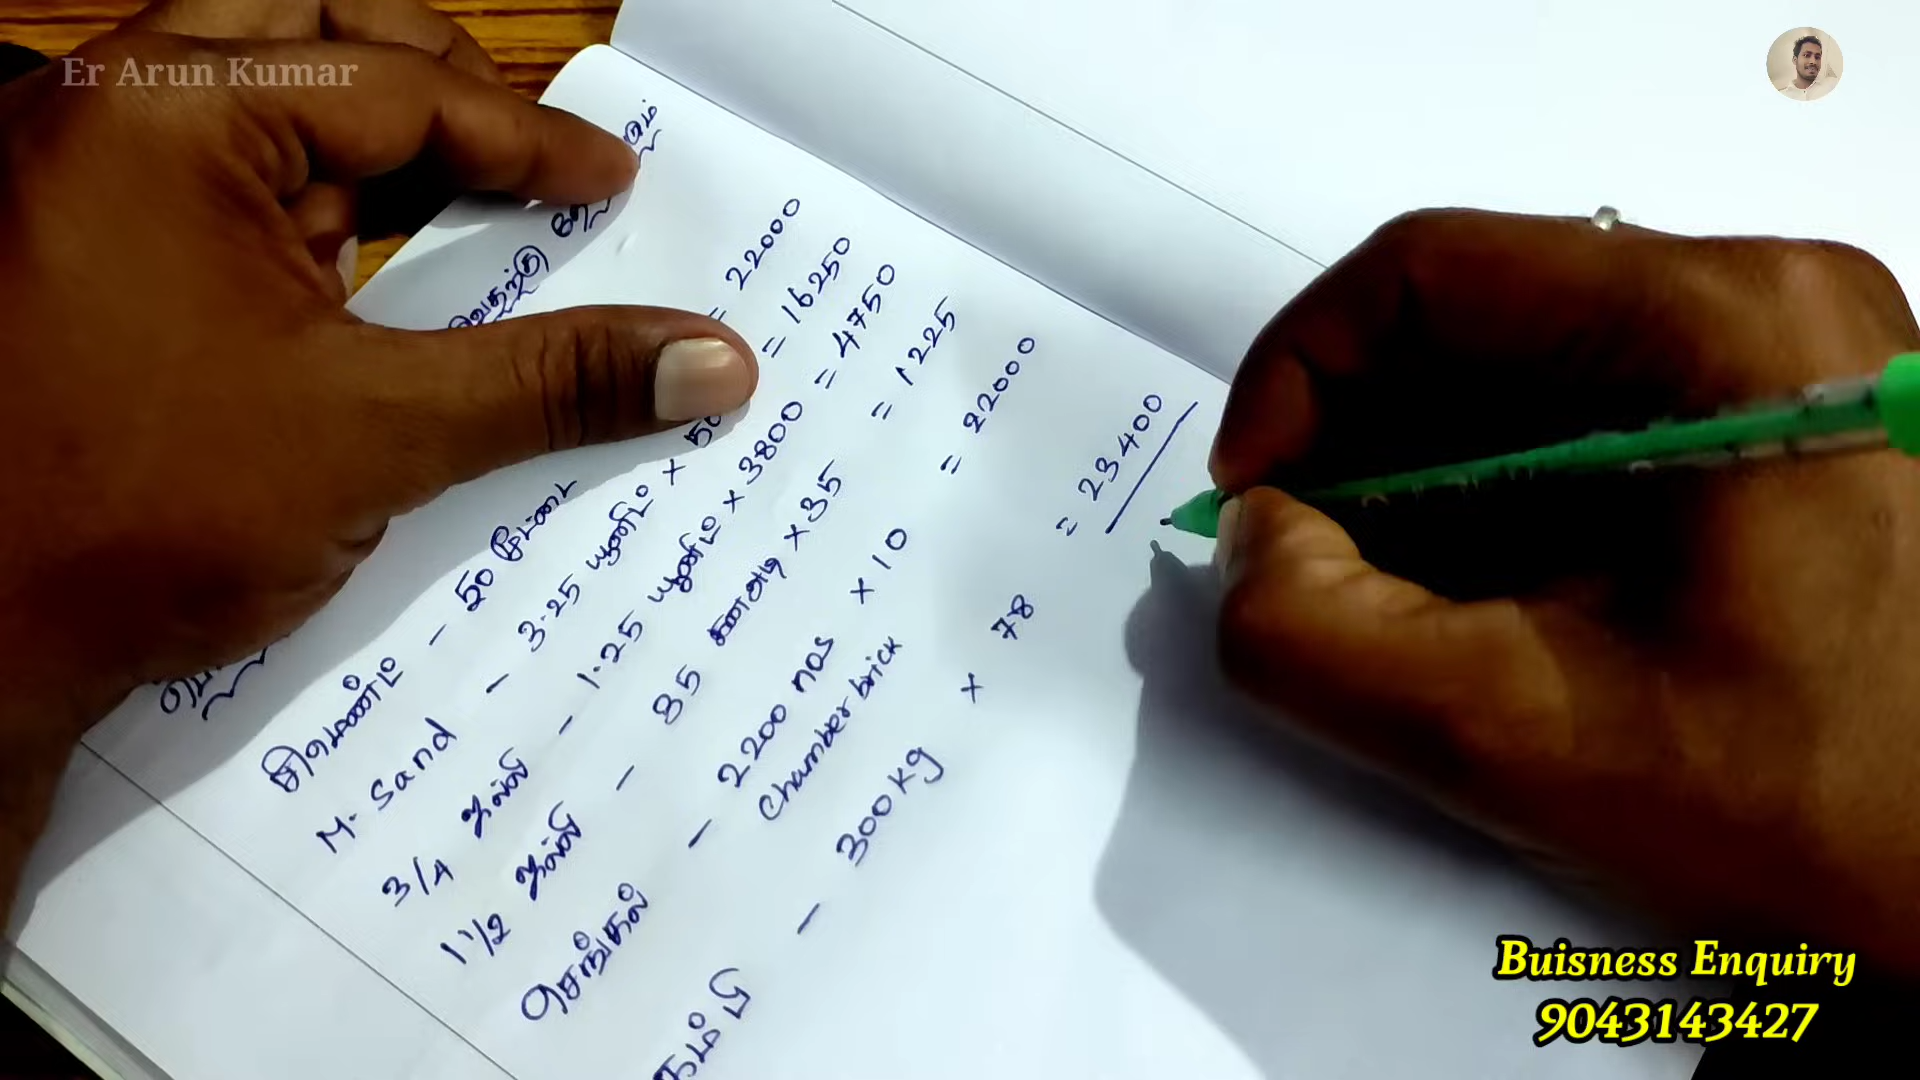 Er Arun Kumar
சிமெண்ட் - 50 மூட்டை = 22000
M. Sand - 3.25 யூனிட் × 50 = 16250
3/4 ஜல்லி - 1.25 யூனிட் × 3800 = 4750
1 1/2 ஜல்லி - 35 கனஅடி × 35 = 1225
செங்கல் - 2200 nos × 10 = 22000
Chamber brick
கம்பி - 300 kg × 78 = 23400
Buisness Enquiry
9043143427